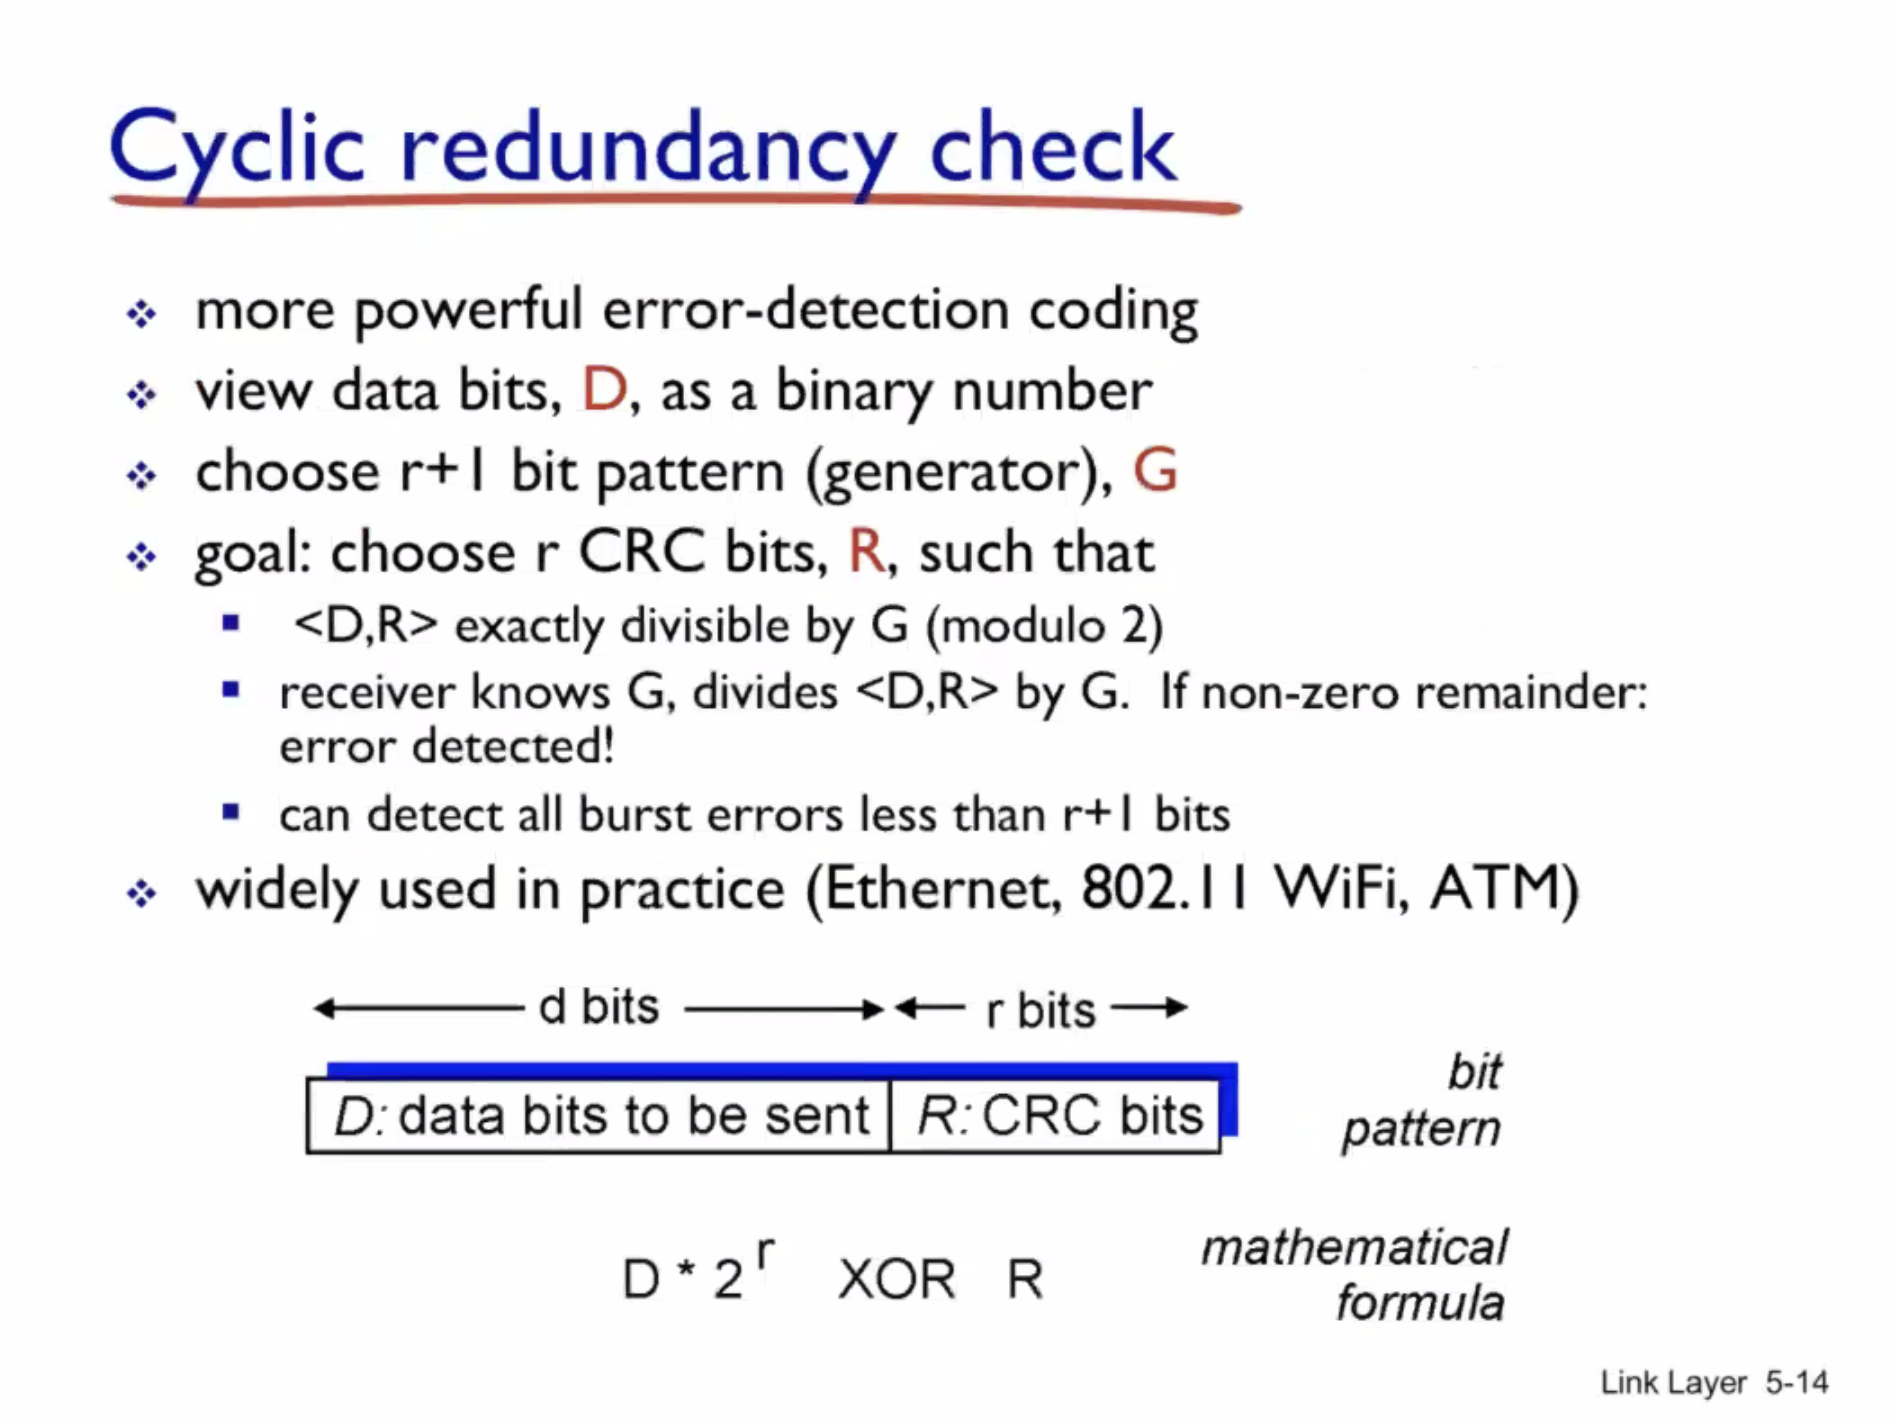 Cyclic redundancy check
more powerful error-detection coding
view data bits, D, as a binary number
choose r+1 bit pattern (generator), G
goal: choose r CRC bits, R, such that
<D,R> exactly divisible by G (modulo 2)
receiver knows G, divides <D,R> by G. If non-zero remainder:
error detected!
can detect all burst errors less than r+1 bits
widely used in practice (Ethernet, 802.11 WiFi, ATM)
d bits r bits
D: data bits to be sent R: CRC bits
bit
pattern
D * 2^r XOR R
mathematical
formula
Link Layer 5-14